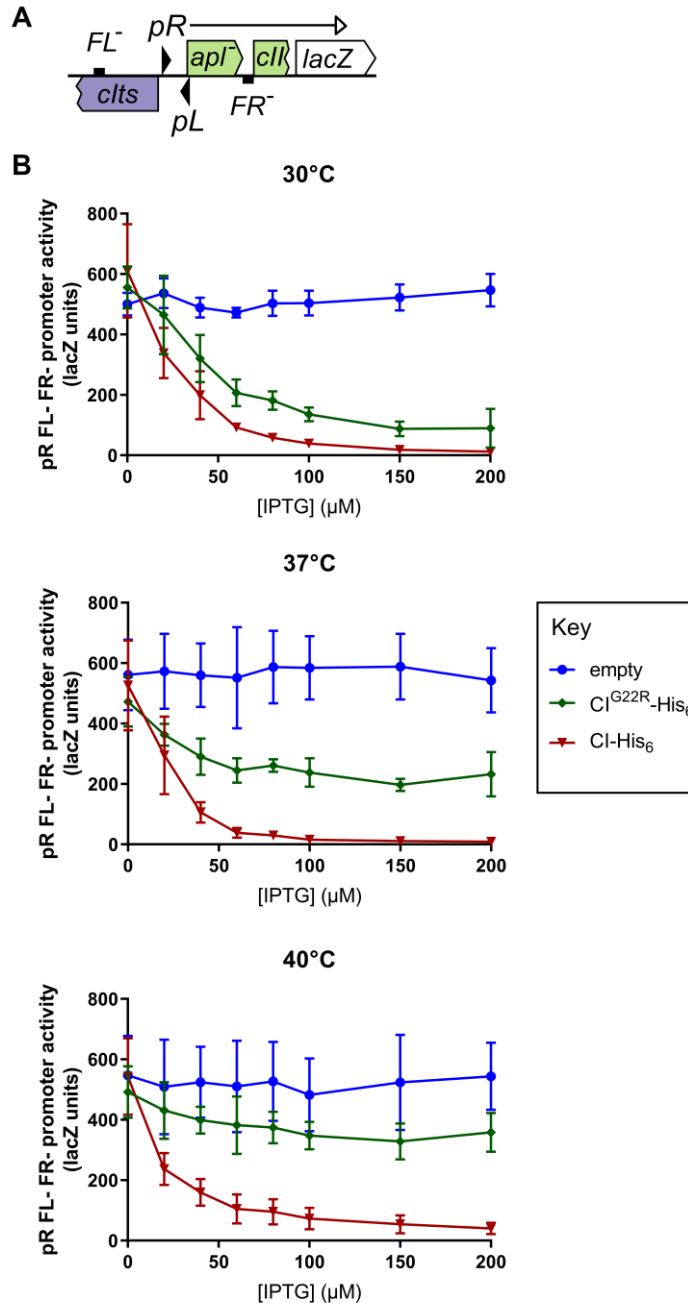 A
FL⁻
pR
apl⁻
cII
lacZ
cIts
pL
FR⁻
B
30°C
pR FL- FR- promoter activity
(lacZ units)
800
600
400
200
0
0
50
100
150
200
[IPTG] (µM)
37°C
pR FL- FR- promoter activity
(lacZ units)
800
600
400
200
0
0
50
100
150
200
[IPTG] (µM)
Key
empty
CI^G22R-His₆
CI-His₆
40°C
pR FL- FR- promoter activity
(lacZ units)
800
600
400
200
0
0
50
100
150
200
[IPTG] (µM)